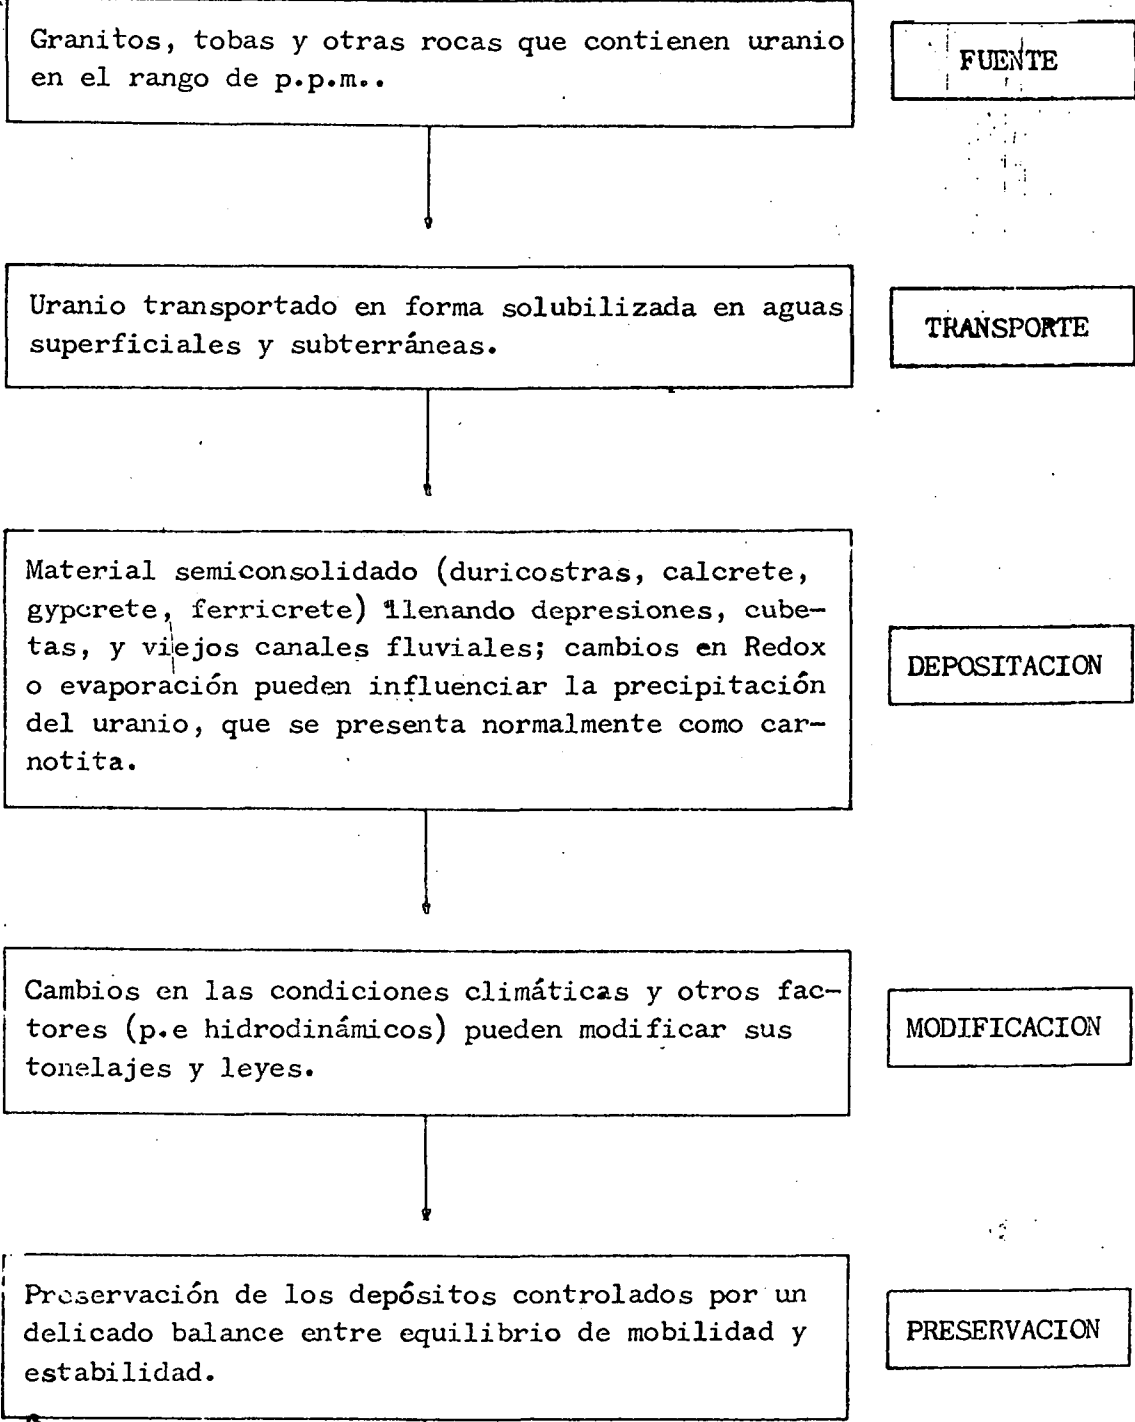 Granitos, tobas y otras rocas que contienen uranio
en el rango de p.p.m..
FUENTE
Uranio transportado en forma solubilizada en aguas
superficiales y subterráneas.
TRANSPORTE
Material semiconsolidado (duricostras, calcrete,
gypcrete, ferricrete) llenando depresiones, cube-
tas, y viejos canales fluviales; cambios en Redox
o evaporación pueden influenciar la precipitación
del uranio, que se presenta normalmente como car-
notita.
DEPOSITACION
Cambios en las condiciones climáticas y otros fac-
tores (p.e hidrodinámicos) pueden modificar sus
tonelajes y leyes.
MODIFICACION
Preservación de los depósitos controlados por un
delicado balance entre equilibrio de mobilidad y
estabilidad.
PRESERVACION